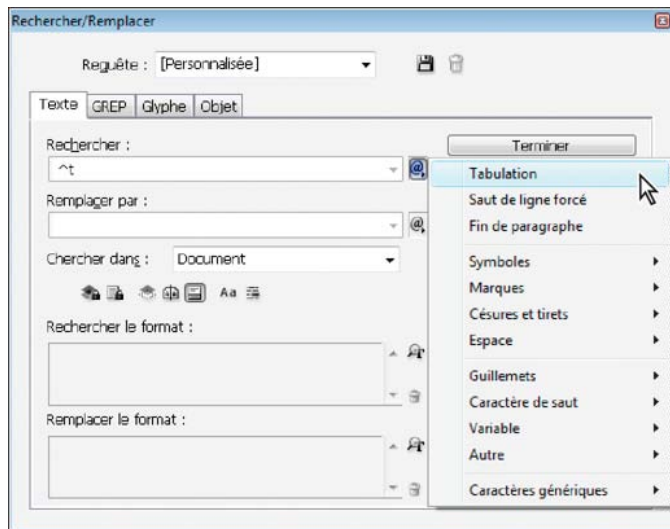 Rechercher/Remplacer
Requête : [Personnalisée]
Texte GREP Glyphe Objet
Rechercher :
Terminer
^t
Tabulation
Saut de ligne forcé
Remplacer par :
Fin de paragraphe
Chercher dans : Document
Symboles
Marques
Aa
Césures et tirets
Rechercher le format :
Espace
Guillemets
Caractère de saut
Remplacer le format :
Variable
Autre
Caractères génériques